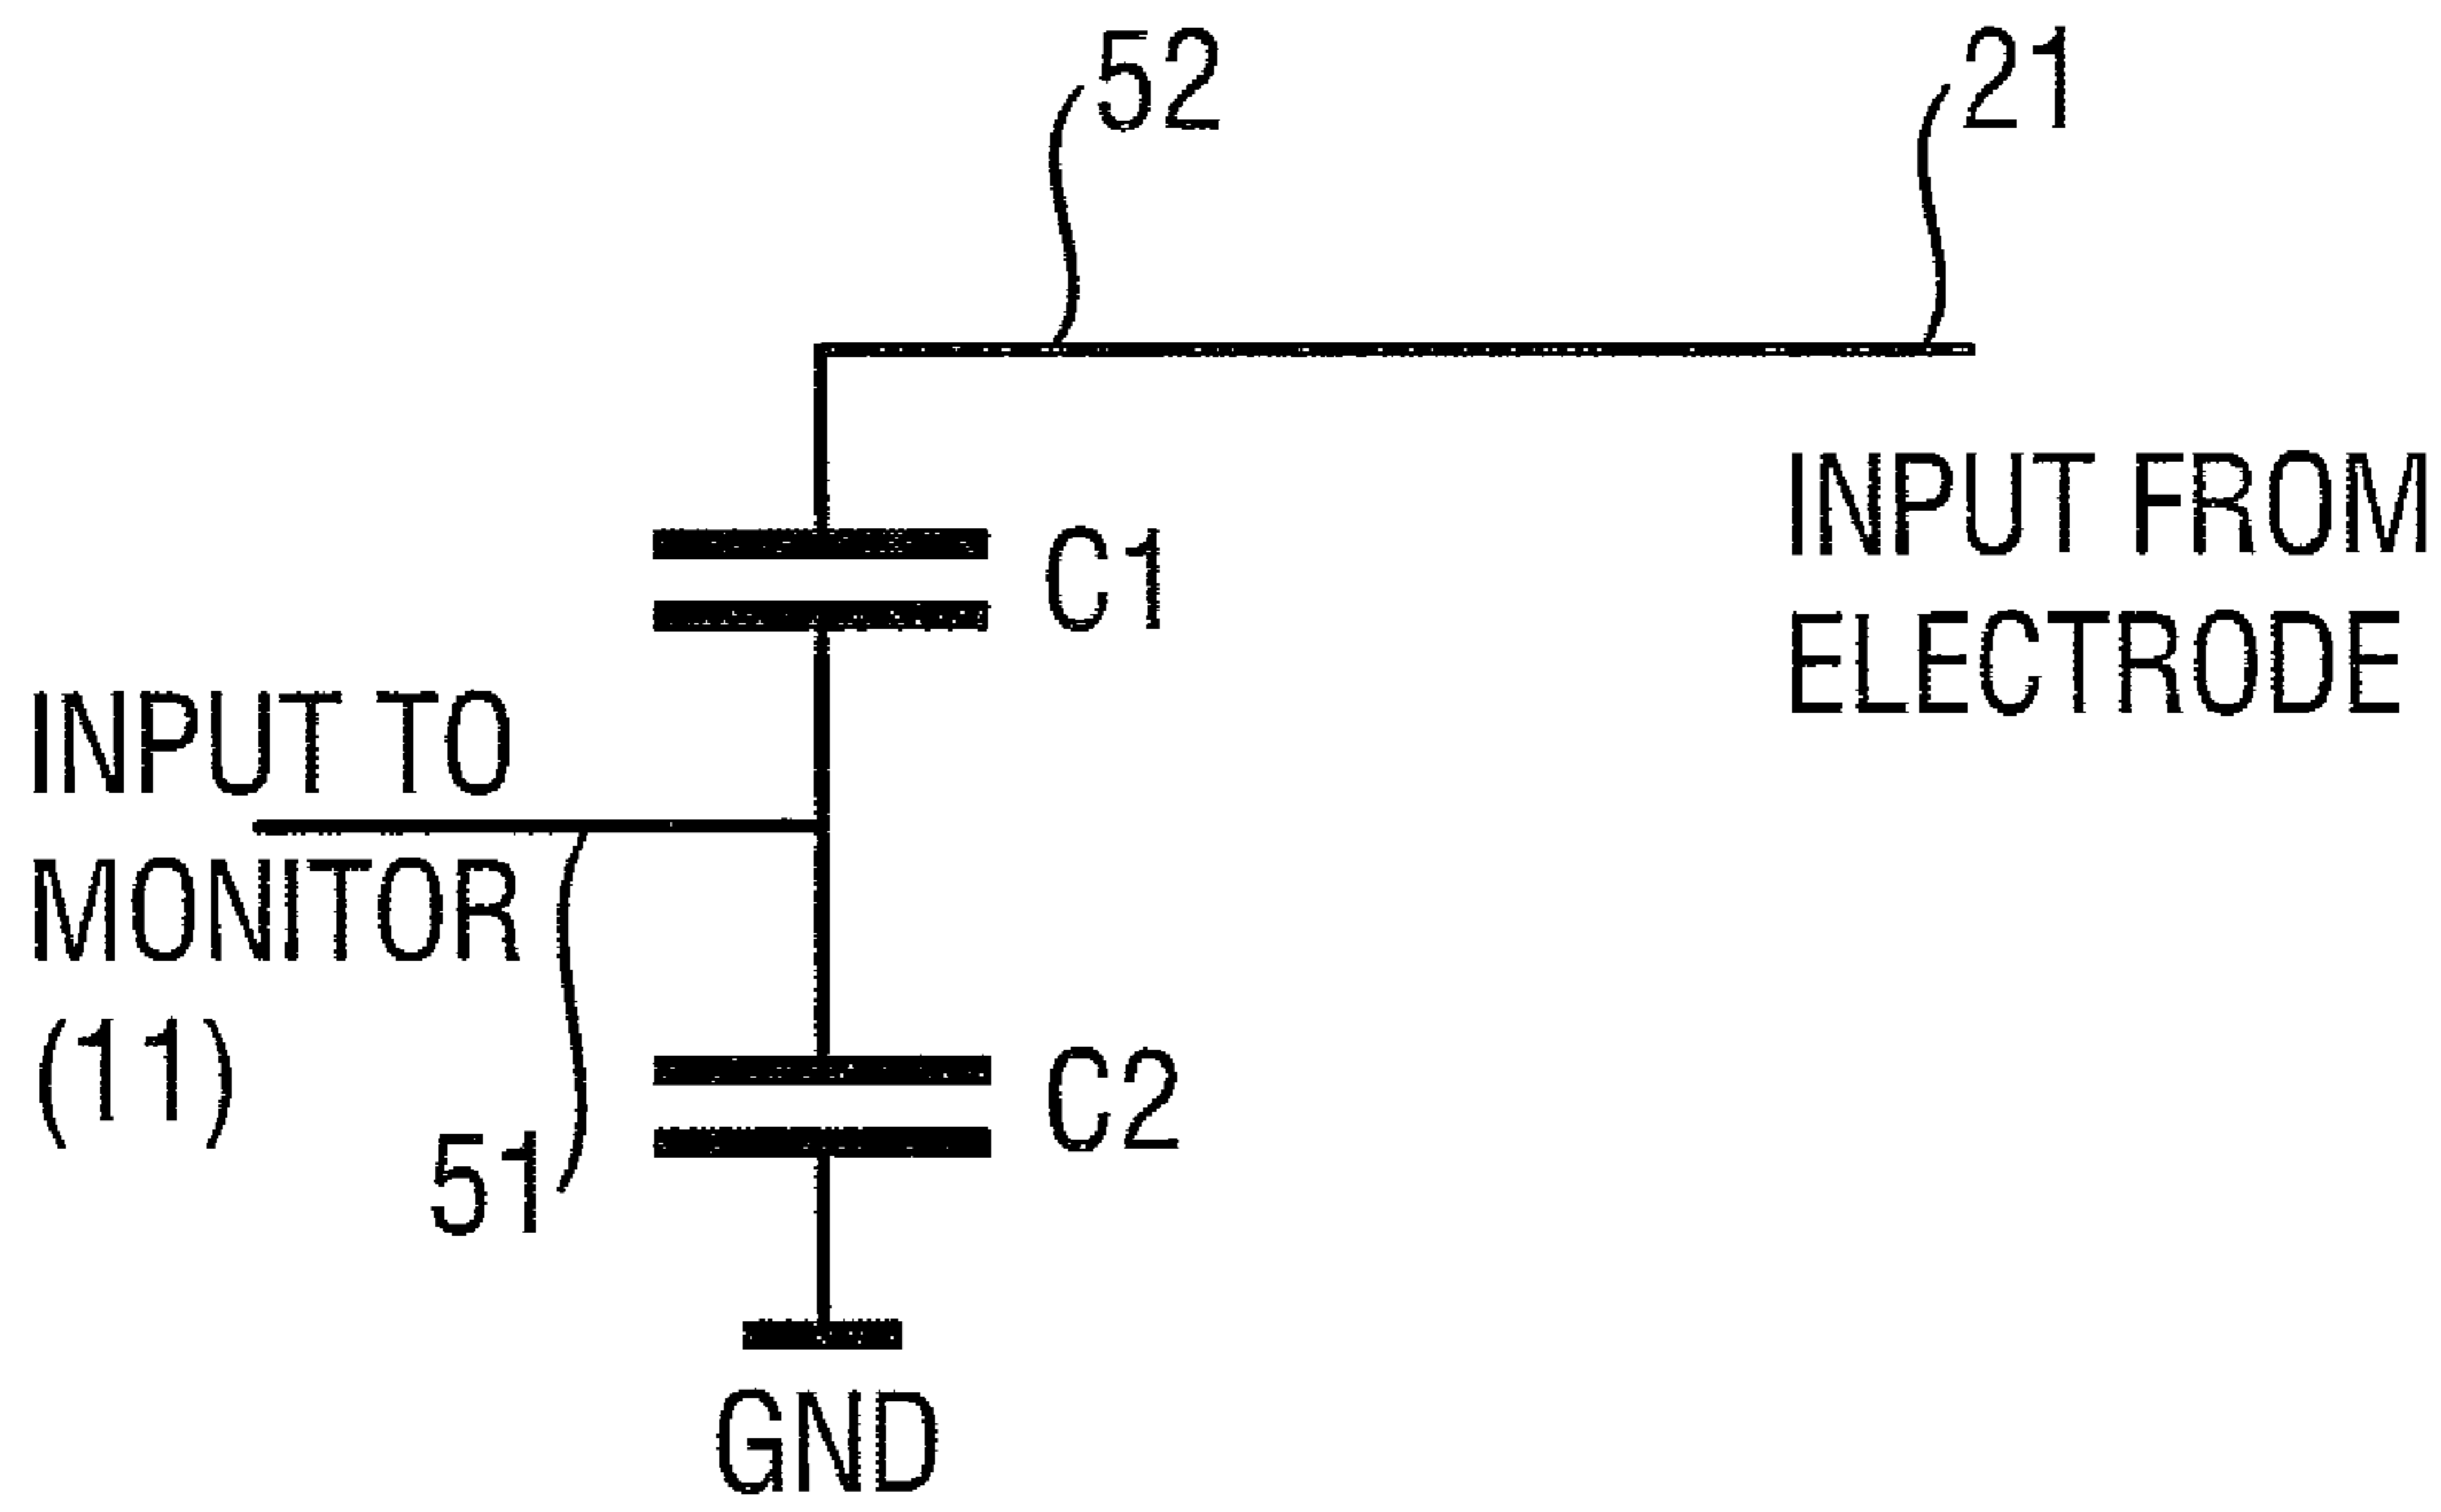 52
21
C1
INPUT FROM
ELECTRODE
INPUT TO
MONITOR
(11)
51
C2
GND